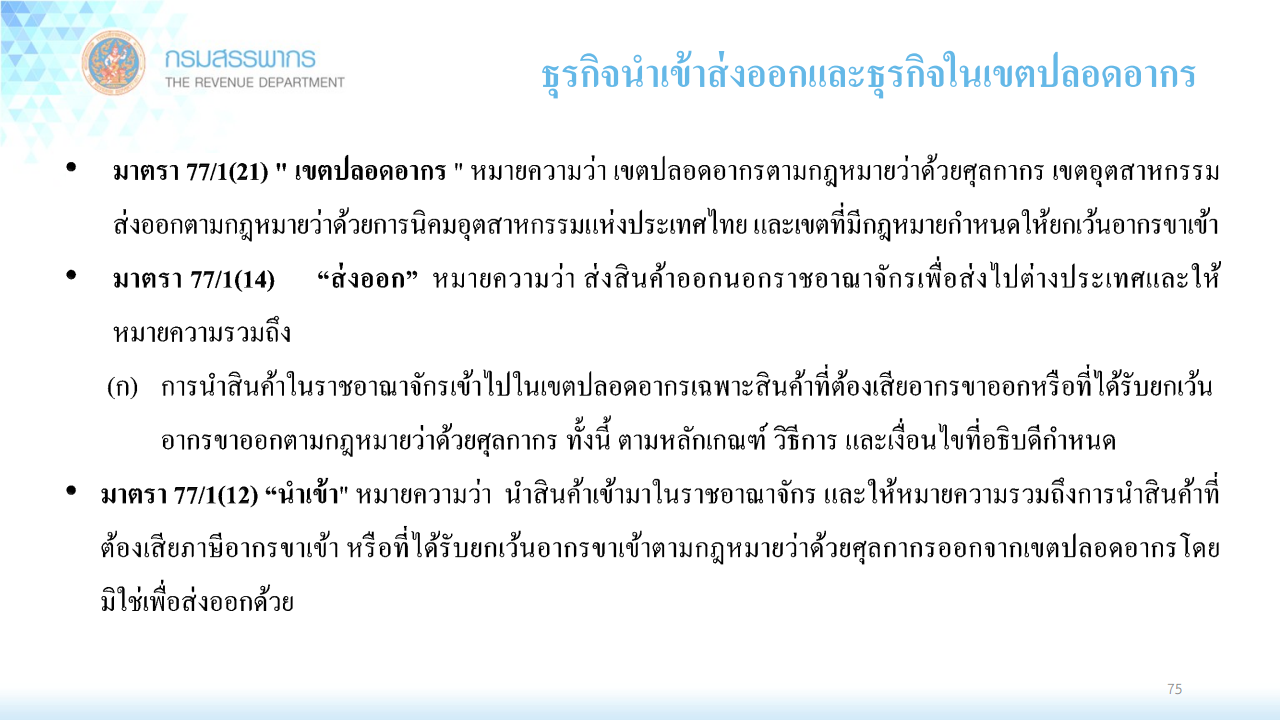 กรมสรรพากร
THE REVENUE DEPARTMENT
ธุรกิจนำเข้าส่งออกและธุรกิจในเขตปลอดอากร
• มาตรา 77/1(21) " เขตปลอดอากร " หมายความว่า เขตปลอดอากรตามกฎหมายว่าด้วยศุลกากร เขตอุตสาหกรรม
ส่งออกตามกฎหมายว่าด้วยการนิคมอุตสาหกรรมแห่งประเทศไทย และเขตที่มีกฎหมายกำหนดให้ยกเว้นอากรขาเข้า
• มาตรา 77/1(14) “ส่งออก” หมายความว่า ส่งสินค้าออกนอกราชอาณาจักรเพื่อส่งไปต่างประเทศและให้
หมายความรวมถึง
(ก) การนำสินค้าในราชอาณาจักรเข้าไปในเขตปลอดอากรเฉพาะสินค้าที่ต้องเสียอากรขาออกหรือที่ได้รับยกเว้น
อากรขาออกตามกฎหมายว่าด้วยศุลกากร ทั้งนี้ ตามหลักเกณฑ์ วิธีการ และเงื่อนไขที่อธิบดีกำหนด
• มาตรา 77/1(12) “นำเข้า" หมายความว่า นำสินค้าเข้ามาในราชอาณาจักร และให้หมายความรวมถึงการนำสินค้าที่
ต้องเสียภาษีอากรขาเข้า หรือที่ได้รับยกเว้นอากรขาเข้าตามกฎหมายว่าด้วยศุลกากรออกจากเขตปลอดอากรโดย
มิใช่เพื่อส่งออกด้วย
75